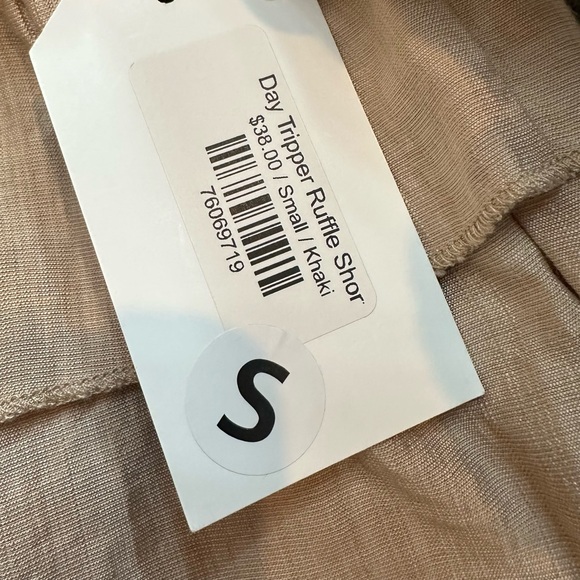 Day Tripper Ruffle Shor
$38.00 / Small / Khaki
76069719
S